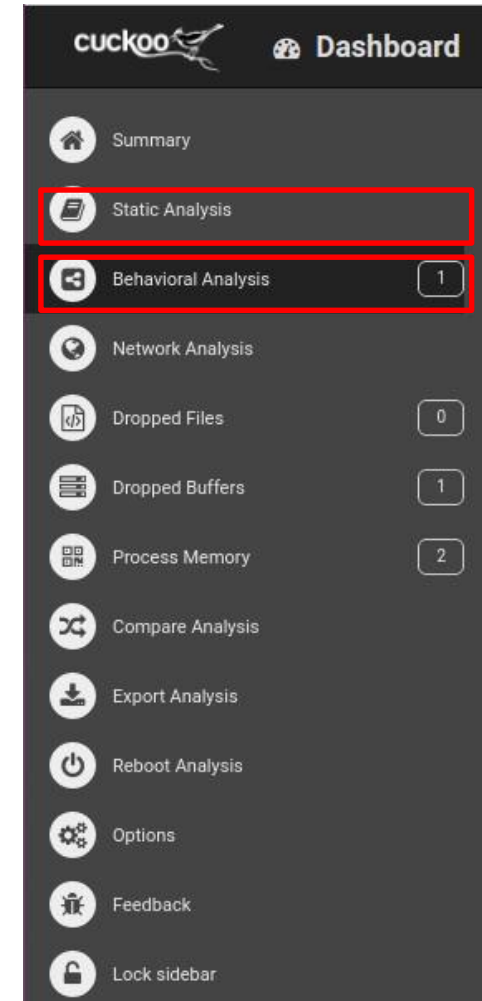 cuckoo Dashboard
Summary
Static Analysis
Behavioral Analysis 1
Network Analysis
Dropped Files 0
Dropped Buffers 1
Process Memory 2
Compare Analysis
Export Analysis
Reboot Analysis
Options
Feedback
Lock sidebar